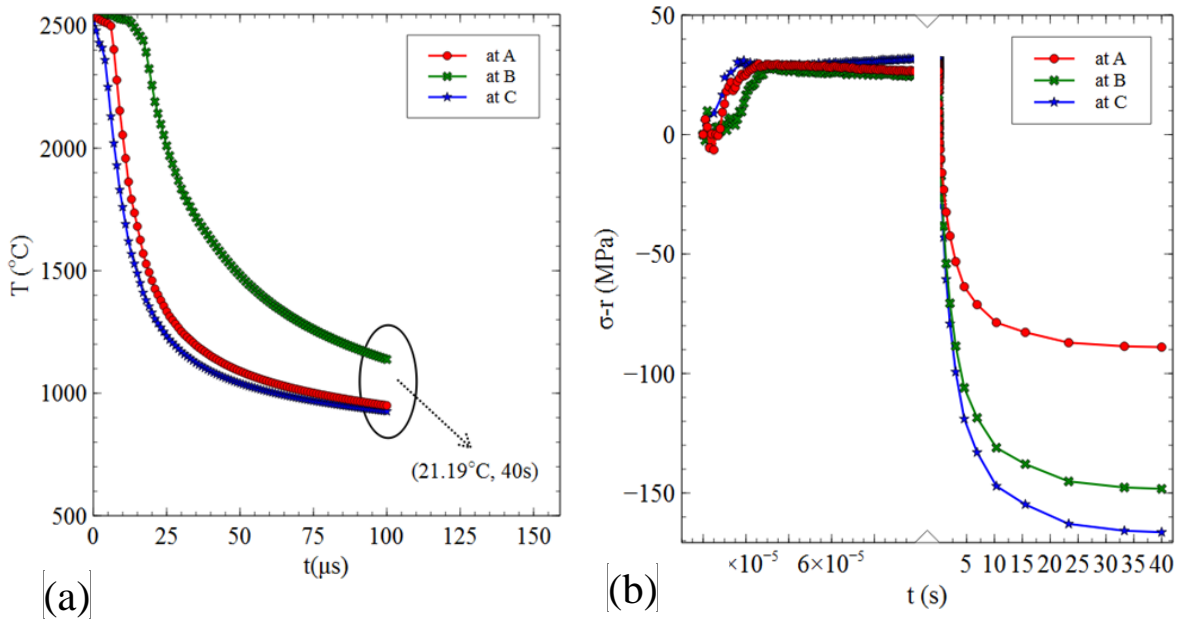 2500
2000
1500
1000
500
T (°C)
at A
at B
at C
(21.19°C, 40s)
0 25 50 75 100 125 150
t(μs)
(a)
50
0
−50
−100
−150
σ-r (MPa)
at A
at B
at C
×10⁻⁵ 6×10⁻⁵ 5 10 15 20 25 30 35 40
t (s)
(b)